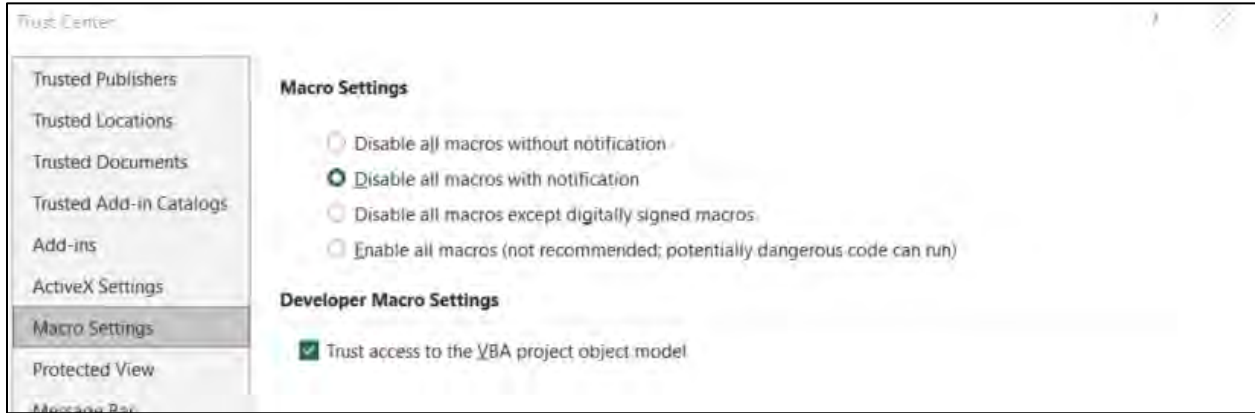 Trust Center
?
Trusted Publishers
Trusted Locations
Trusted Documents
Trusted Add-in Catalogs
Add-ins
ActiveX Settings
Macro Settings
Protected View
Message Bar
Macro Settings
Disable all macros without notification
Disable all macros with notification
Disable all macros except digitally signed macros
Enable all macros (not recommended; potentially dangerous code can run)
Developer Macro Settings
Trust access to the VBA project object model